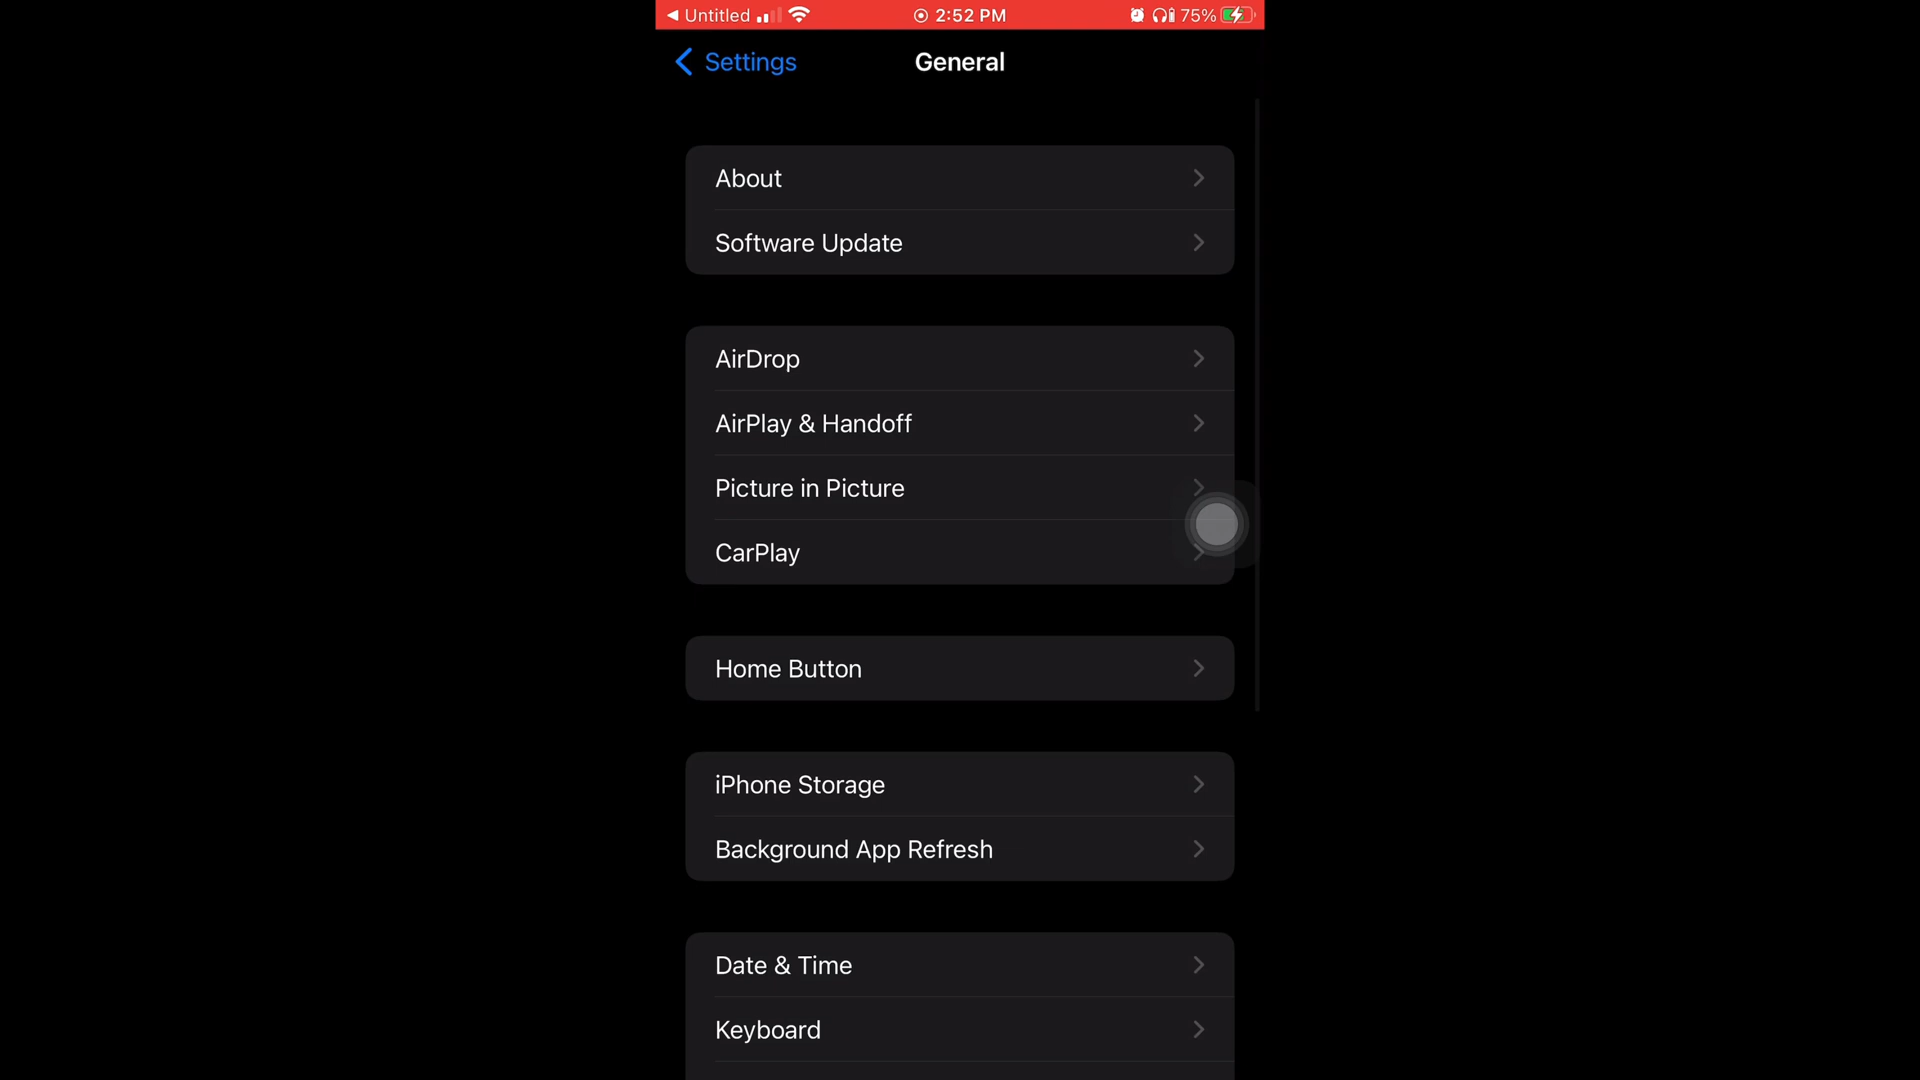 Untitled 2:52 PM 75%
Settings General
About
Software Update
AirDrop
AirPlay & Handoff
Picture in Picture
CarPlay
Home Button
iPhone Storage
Background App Refresh
Date & Time
Keyboard